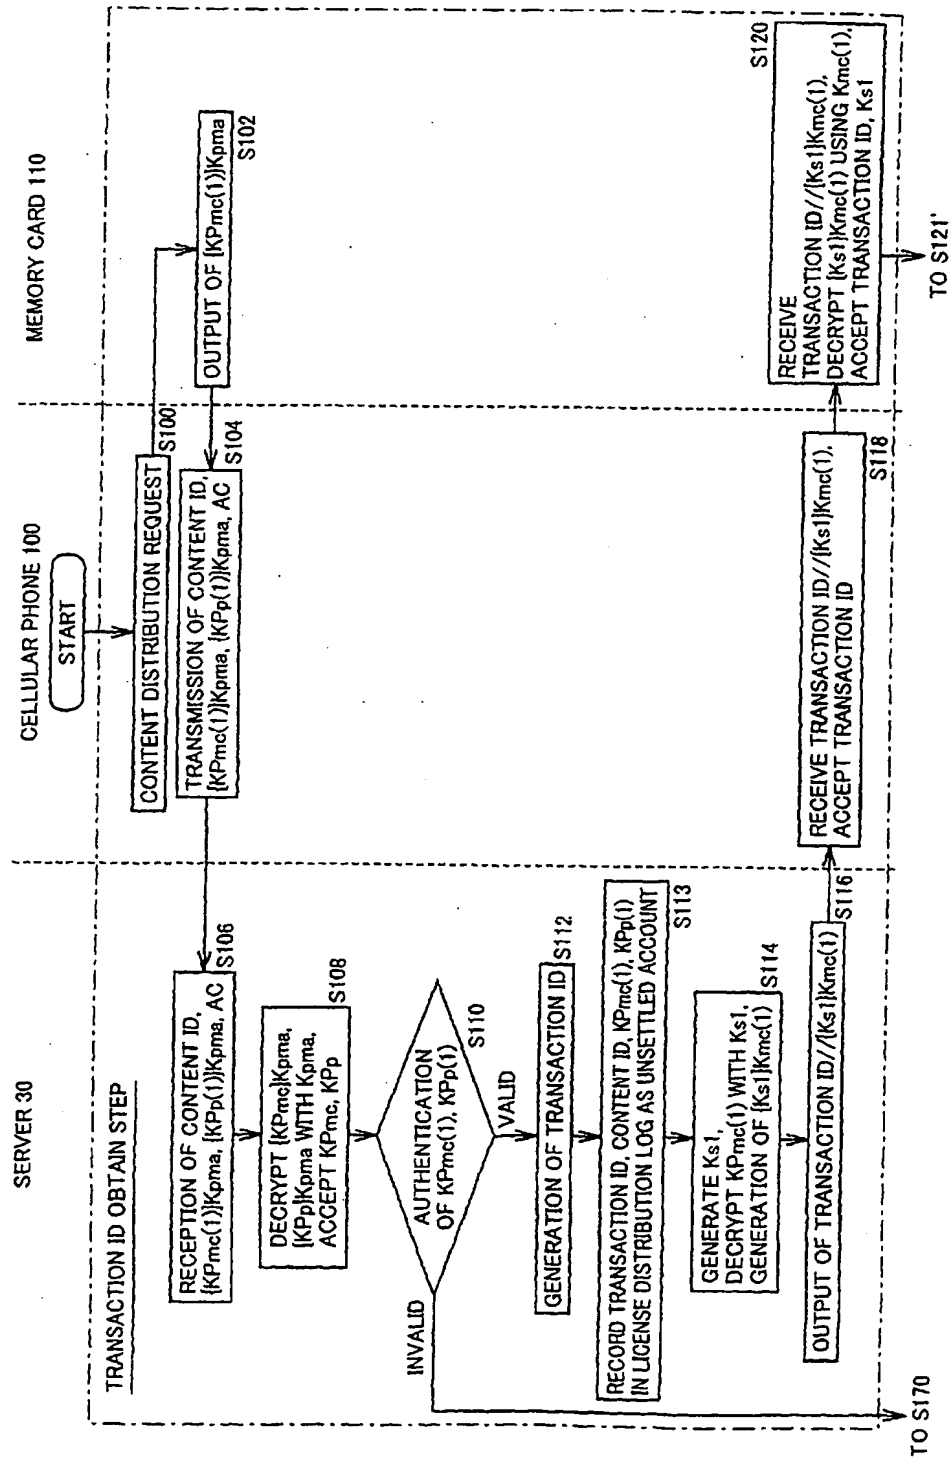 SERVER 30
CELLULAR PHONE 100
MEMORY CARD 110
START
TRANSACTION ID OBTAIN STEP
CONTENT DISTRIBUTION REQUEST
S100
OUTPUT OF {KPmc(1)}Kpma
S102
TRANSMISSION OF CONTENT ID,
{KPmc(1)}Kpma, {KPp(1)}Kpma, AC
S104
RECEPTION OF CONTENT ID,
{KPmc(1)}Kpma, {KPp(1)}Kpma, AC
S106
DECRYPT {KPmc}Kpma,
{KPp}Kpma WITH Kpma,
ACCEPT KPmc, KPp
S108
AUTHENTICATION
OF KPmc(1), KPp(1)
S110
INVALID
VALID
GENERATION OF TRANSACTION ID
S112
RECORD TRANSACTION ID, CONTENT ID, KPmc(1), KPp(1)
IN LICENSE DISTRIBUTION LOG AS UNSETTLED ACCOUNT
S113
GENERATE Ks1,
DECRYPT KPmc(1) WITH Ks1,
GENERATION OF {Ks1}Kmc(1)
S114
OUTPUT OF TRANSACTION ID//{Ks1}Kmc(1)
S116
RECEIVE TRANSACTION ID//{Ks1}Kmc(1),
ACCEPT TRANSACTION ID
S118
RECEIVE
TRANSACTION ID//{Ks1}Kmc(1),
DECRYPT {Ks1}Kmc(1) USING Kmc(1),
ACCEPT TRANSACTION ID, Ks1
S120
TO S170
TO S121'